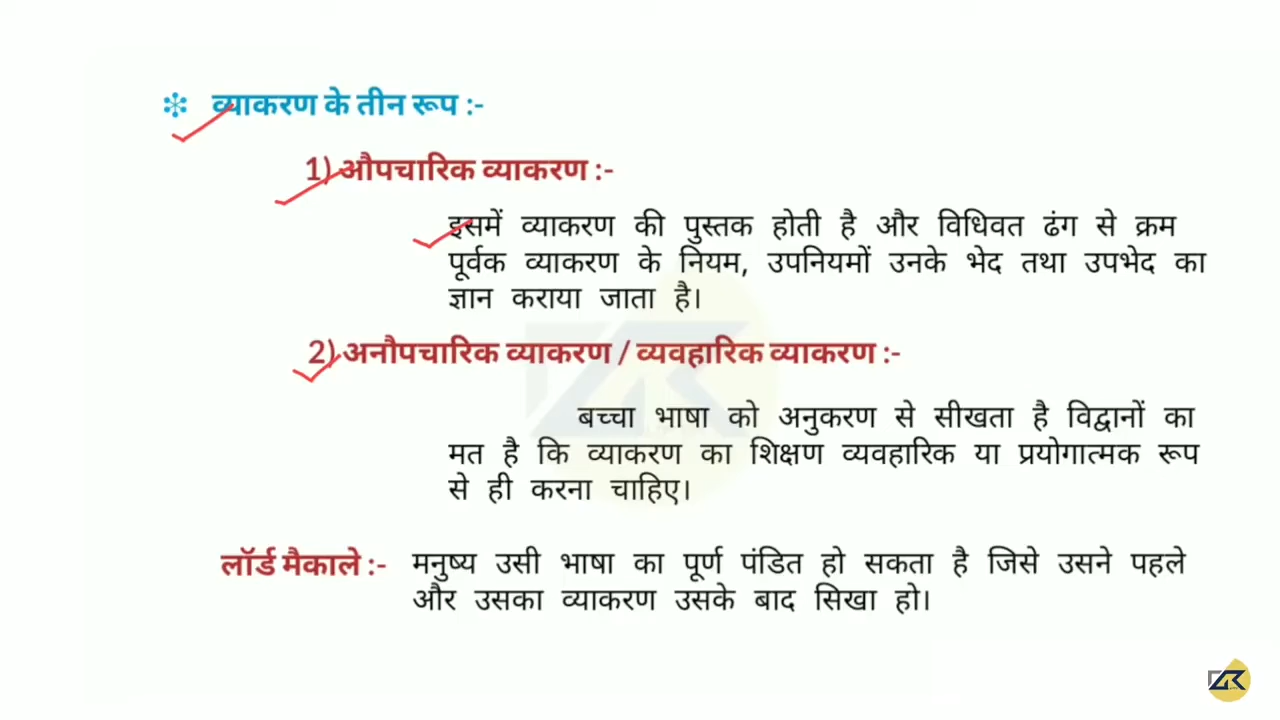 ❇ व्याकरण के तीन रूप :-
1) औपचारिक व्याकरण :-
इसमें व्याकरण की पुस्तक होती है और विधिवत ढंग से क्रम
पूर्वक व्याकरण के नियम, उपनियमों उनके भेद तथा उपभेद का
ज्ञान कराया जाता है।
2) अनौपचारिक व्याकरण / व्यवहारिक व्याकरण :-
बच्चा भाषा को अनुकरण से सीखता है विद्वानों का
मत है कि व्याकरण का शिक्षण व्यवहारिक या प्रयोगात्मक रूप
से ही करना चाहिए।
लॉर्ड मैकाले :- मनुष्य उसी भाषा का पूर्ण पंडित हो सकता है जिसे उसने पहले
और उसका व्याकरण उसके बाद सिखा हो।